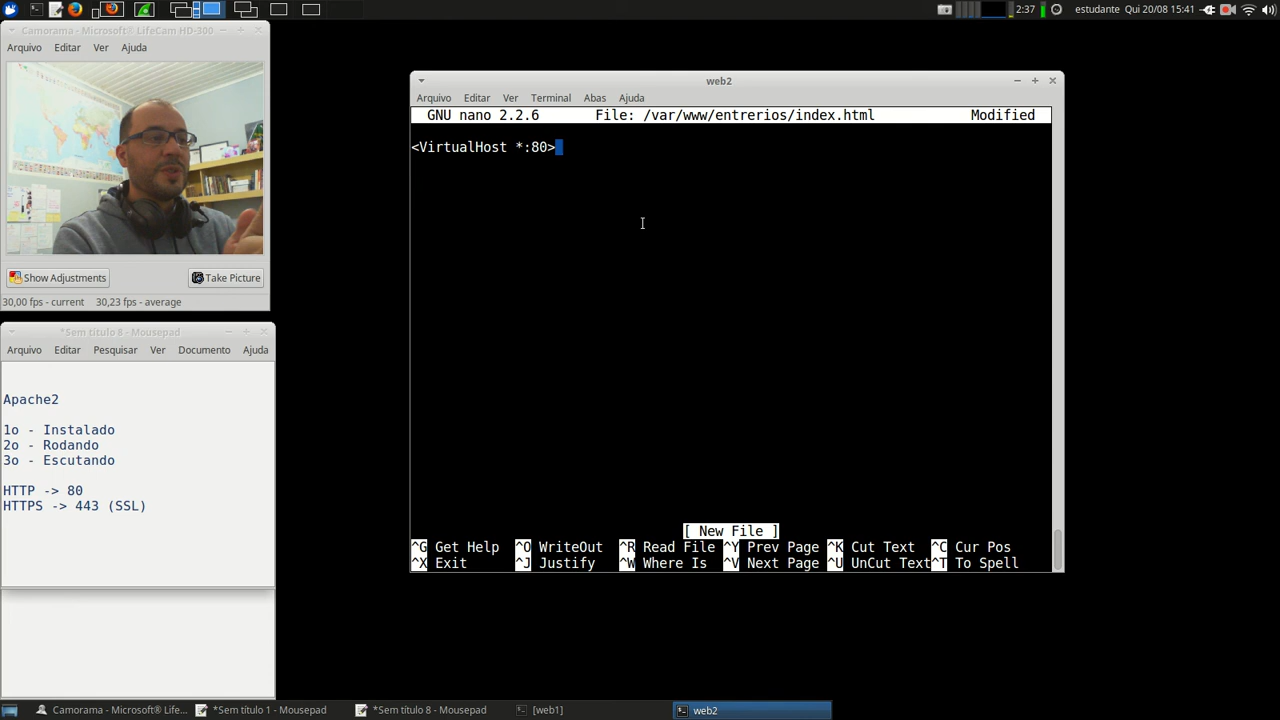 2:37
estudante Qui 20/08 15:41
Camorama - Microsoft® LifeCam HD-300
Arquivo Editar Ver Ajuda
Show Adjustments
Take Picture
30,00 fps - current 30,23 fps - average
*Sem título 8 - Mousepad
Arquivo Editar Pesquisar Ver Documento Ajuda
Apache2
1o - Instalado
2o - Rodando
3o - Escutando
HTTP -> 80
HTTPS -> 443 (SSL)
web2
Arquivo Editar Ver Terminal Abas Ajuda
GNU nano 2.2.6 File: /var/www/entrerios/index.html Modified
<VirtualHost *:80>
[ New File ]
^G Get Help ^O WriteOut ^R Read File ^Y Prev Page ^K Cut Text ^C Cur Pos
^X Exit ^J Justify ^W Where Is ^V Next Page ^U UnCut Text ^T To Spell
Camorama - Microsoft® Life... *Sem título 1 - Mousepad *Sem título 8 - Mousepad [web1] web2